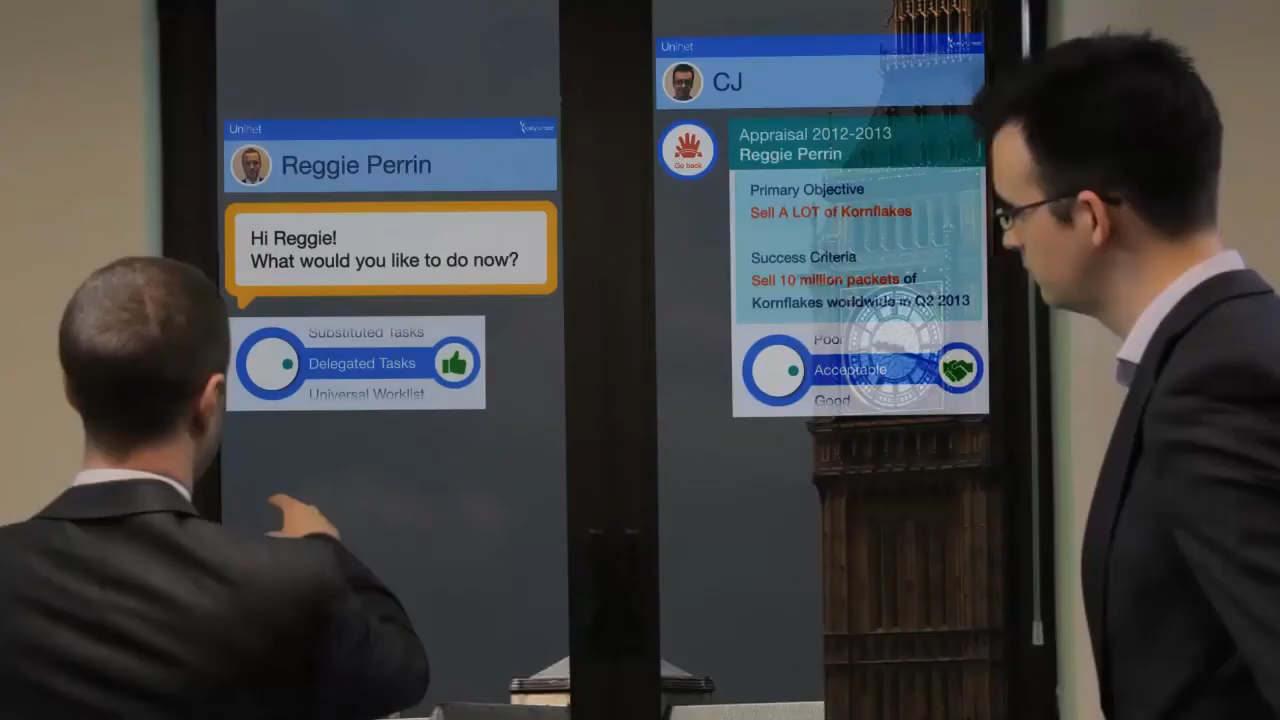 Uninet
Reggie Perrin
Hi Reggie!
What would you like to do now?
Substituted Tasks
Delegated Tasks
Universal Worklist
Uninet
CJ
Go back
Appraisal 2012-2013
Reggie Perrin
Primary Objective
Sell A LOT of Kornflakes
Success Criteria
Sell 10 million packets of
Kornflakes worldwide in Q2 2013
Poor
Acceptable
Good